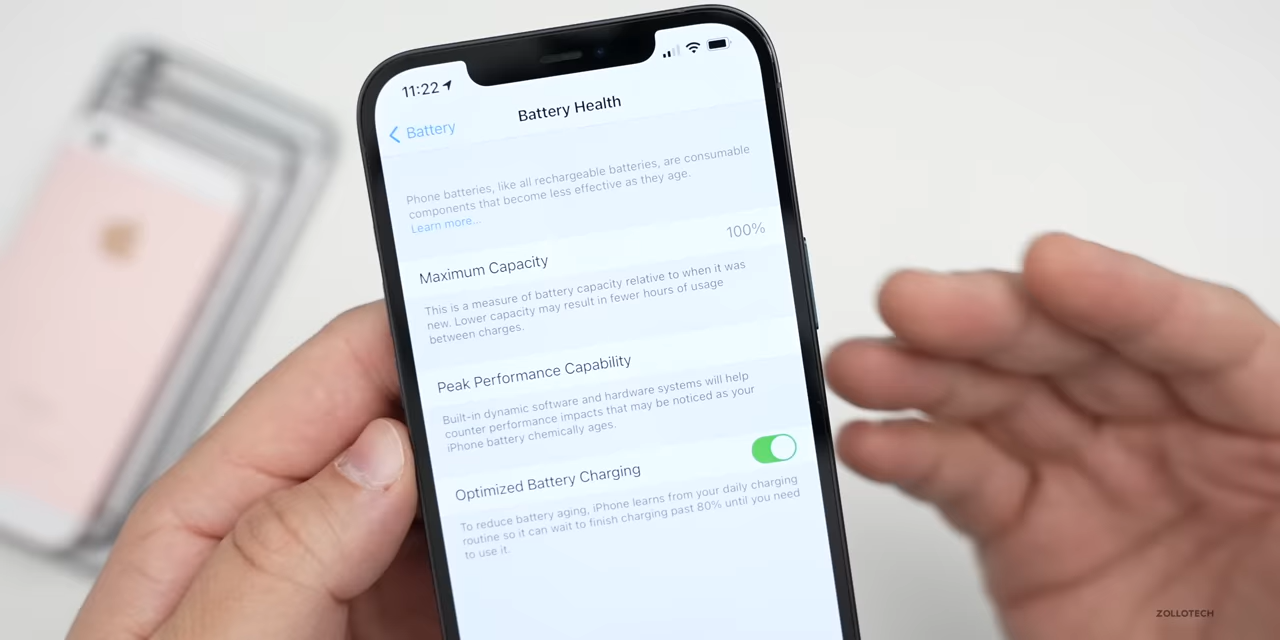 11:22
Battery
Battery Health
Phone batteries, like all rechargeable batteries, are consumable
components that become less effective as they age.
Learn more...
Maximum Capacity 100%
This is a measure of battery capacity relative to when it was
new. Lower capacity may result in fewer hours of usage
between charges.
Peak Performance Capability
Built-in dynamic software and hardware systems will help
counter performance impacts that may be noticed as your
iPhone battery chemically ages.
Optimized Battery Charging
To reduce battery aging, iPhone learns from your daily charging
routine so it can wait to finish charging past 80% until you need
to use it.
ZOLLOTECH